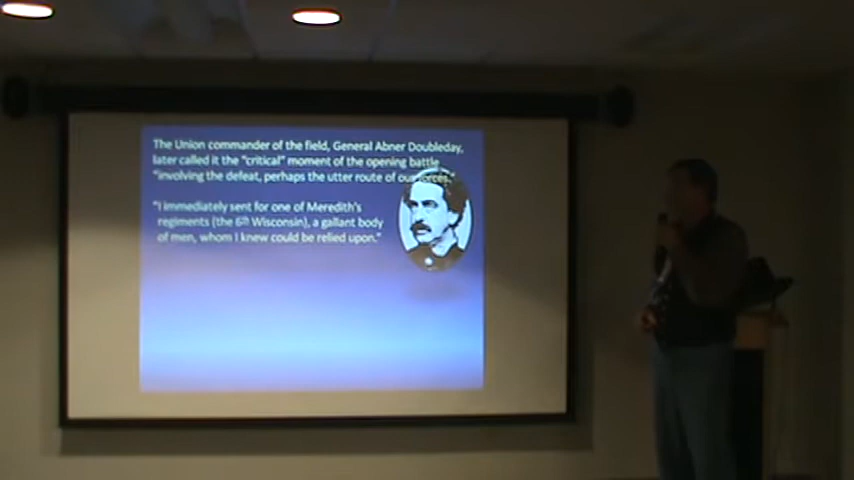 The Union commander of the field, General Abner Doubleday,
later called it the "critical" moment of the opening battle
"involving the defeat, perhaps the utter route of our forces."
"I immediately sent for one of Meredith's
regiments (the 6th Wisconsin), a gallant body
of men, whom I knew could be relied upon."